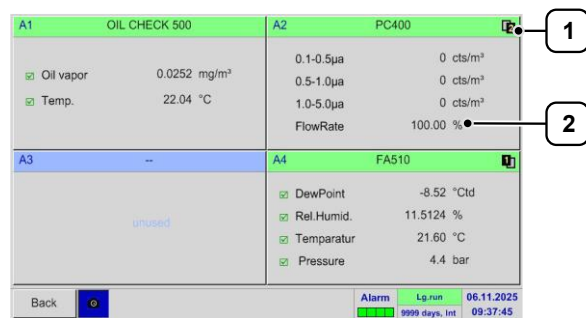 A1 OIL CHECK 500
Oil vapor 0.0252 mg/m³
Temp. 22.04 °C
A2 PC400 2
0.1-0.5µa 0 cts/m³
0.5-1.0µa 0 cts/m³
1.0-5.0µa 0 cts/m³
FlowRate 100.00 %
1
2
A3 --
unused
A4 FA510 1
DewPoint -8.52 °Ctd
Rel.Humid. 11.5124 %
Temparatur 21.60 °C
Pressure 4.4 bar
Back
Alarm
Lg.run
9999 days, Int
06.11.2025
09:37:45